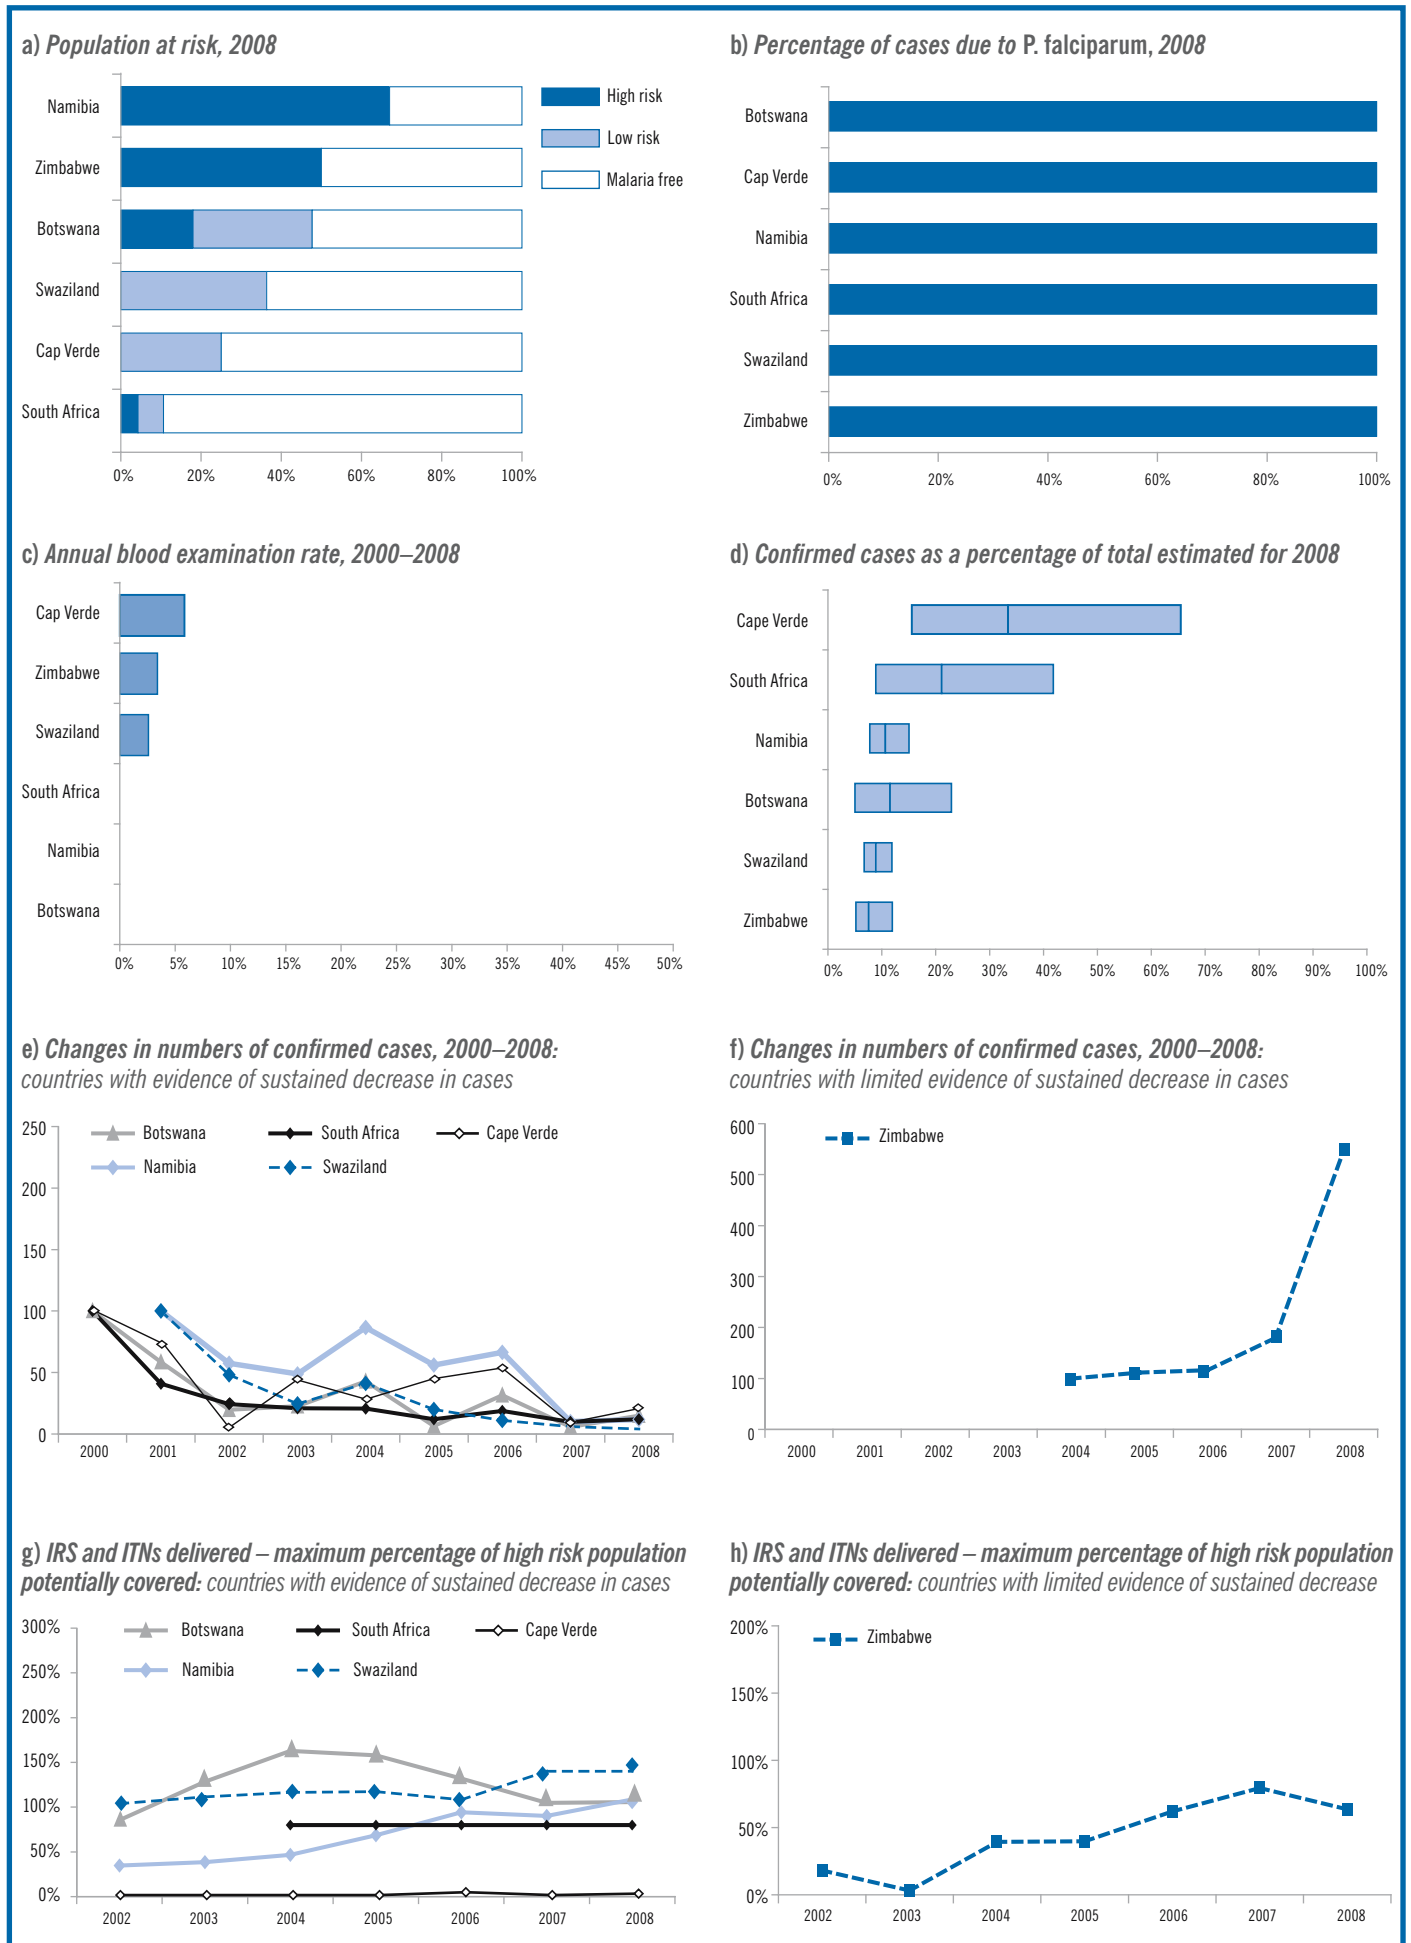 a) Population at risk, 2008
Namibia
Zimbabwe
Botswana
Swaziland
Cap Verde
South Africa
High risk
Low risk
Malaria free
0% 20% 40% 60% 80% 100%
b) Percentage of cases due to P. falciparum, 2008
Botswana
Cap Verde
Namibia
South Africa
Swaziland
Zimbabwe
0% 20% 40% 60% 80% 100%
c) Annual blood examination rate, 2000–2008
Cap Verde
Zimbabwe
Swaziland
South Africa
Namibia
Botswana
0% 5% 10% 15% 20% 25% 30% 35% 40% 45% 50%
d) Confirmed cases as a percentage of total estimated for 2008
Cape Verde
South Africa
Namibia
Botswana
Swaziland
Zimbabwe
0% 10% 20% 30% 40% 50% 60% 70% 80% 90% 100%
e) Changes in numbers of confirmed cases, 2000–2008:
countries with evidence of sustained decrease in cases
Botswana South Africa Cape Verde
Namibia Swaziland
250
200
150
100
50
0
2000 2001 2002 2003 2004 2005 2006 2007 2008
f) Changes in numbers of confirmed cases, 2000–2008:
countries with limited evidence of sustained decrease in cases
Zimbabwe
600
500
400
300
200
100
0
2000 2001 2002 2003 2004 2005 2006 2007 2008
g) IRS and ITNs delivered – maximum percentage of high risk population
potentially covered: countries with evidence of sustained decrease in cases
Botswana South Africa Cape Verde
Namibia Swaziland
300%
250%
200%
150%
100%
50%
0%
2002 2003 2004 2005 2006 2007 2008
h) IRS and ITNs delivered – maximum percentage of high risk population
potentially covered: countries with limited evidence of sustained decrease
Zimbabwe
200%
150%
100%
50%
0%
2002 2003 2004 2005 2006 2007 2008